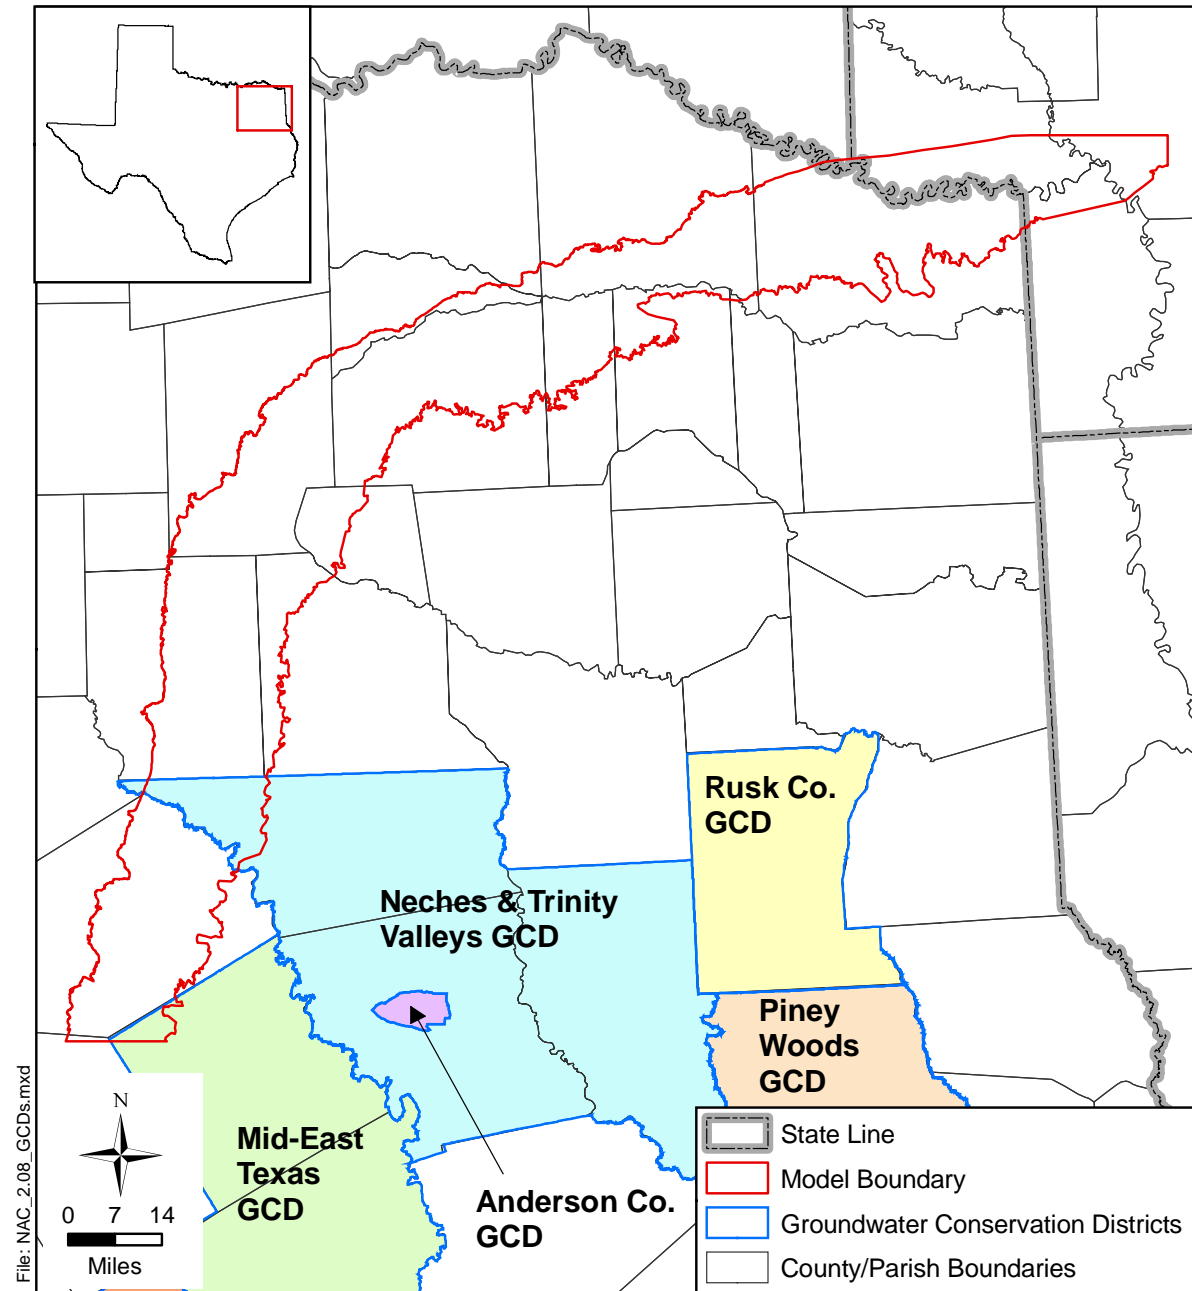 Rusk Co.
GCD
Neches & Trinity
Valleys GCD
Piney
Woods
GCD
Mid-East
Texas
GCD
Anderson Co.
GCD
N
0 7 14
Miles
File: NAC_2.08_GCDs.mxd
State Line
Model Boundary
Groundwater Conservation Districts
County/Parish Boundaries